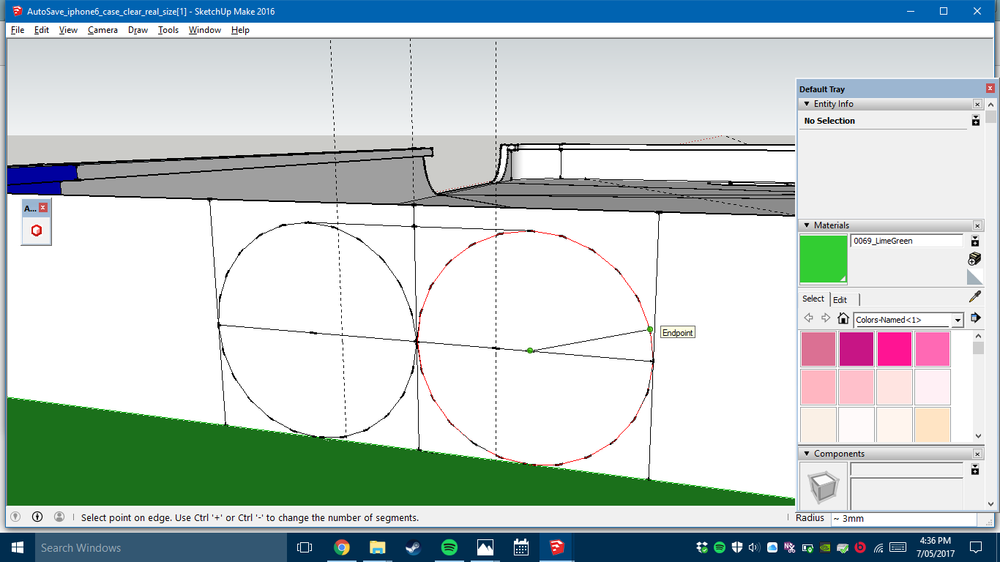 AutoSave_iphone6_case_clear_real_size[1] - SketchUp Make 2016
File Edit View Camera Draw Tools Window Help
Default Tray
Entity Info
No Selection
A...
Materials
0069_LimeGreen
Select Edit
Colors-Named<1>
Endpoint
Components
Select point on edge. Use Ctrl '+' or Ctrl '-' to change the number of segments.
Radius ~ 3mm
Search Windows
4:36 PM
7/05/2017